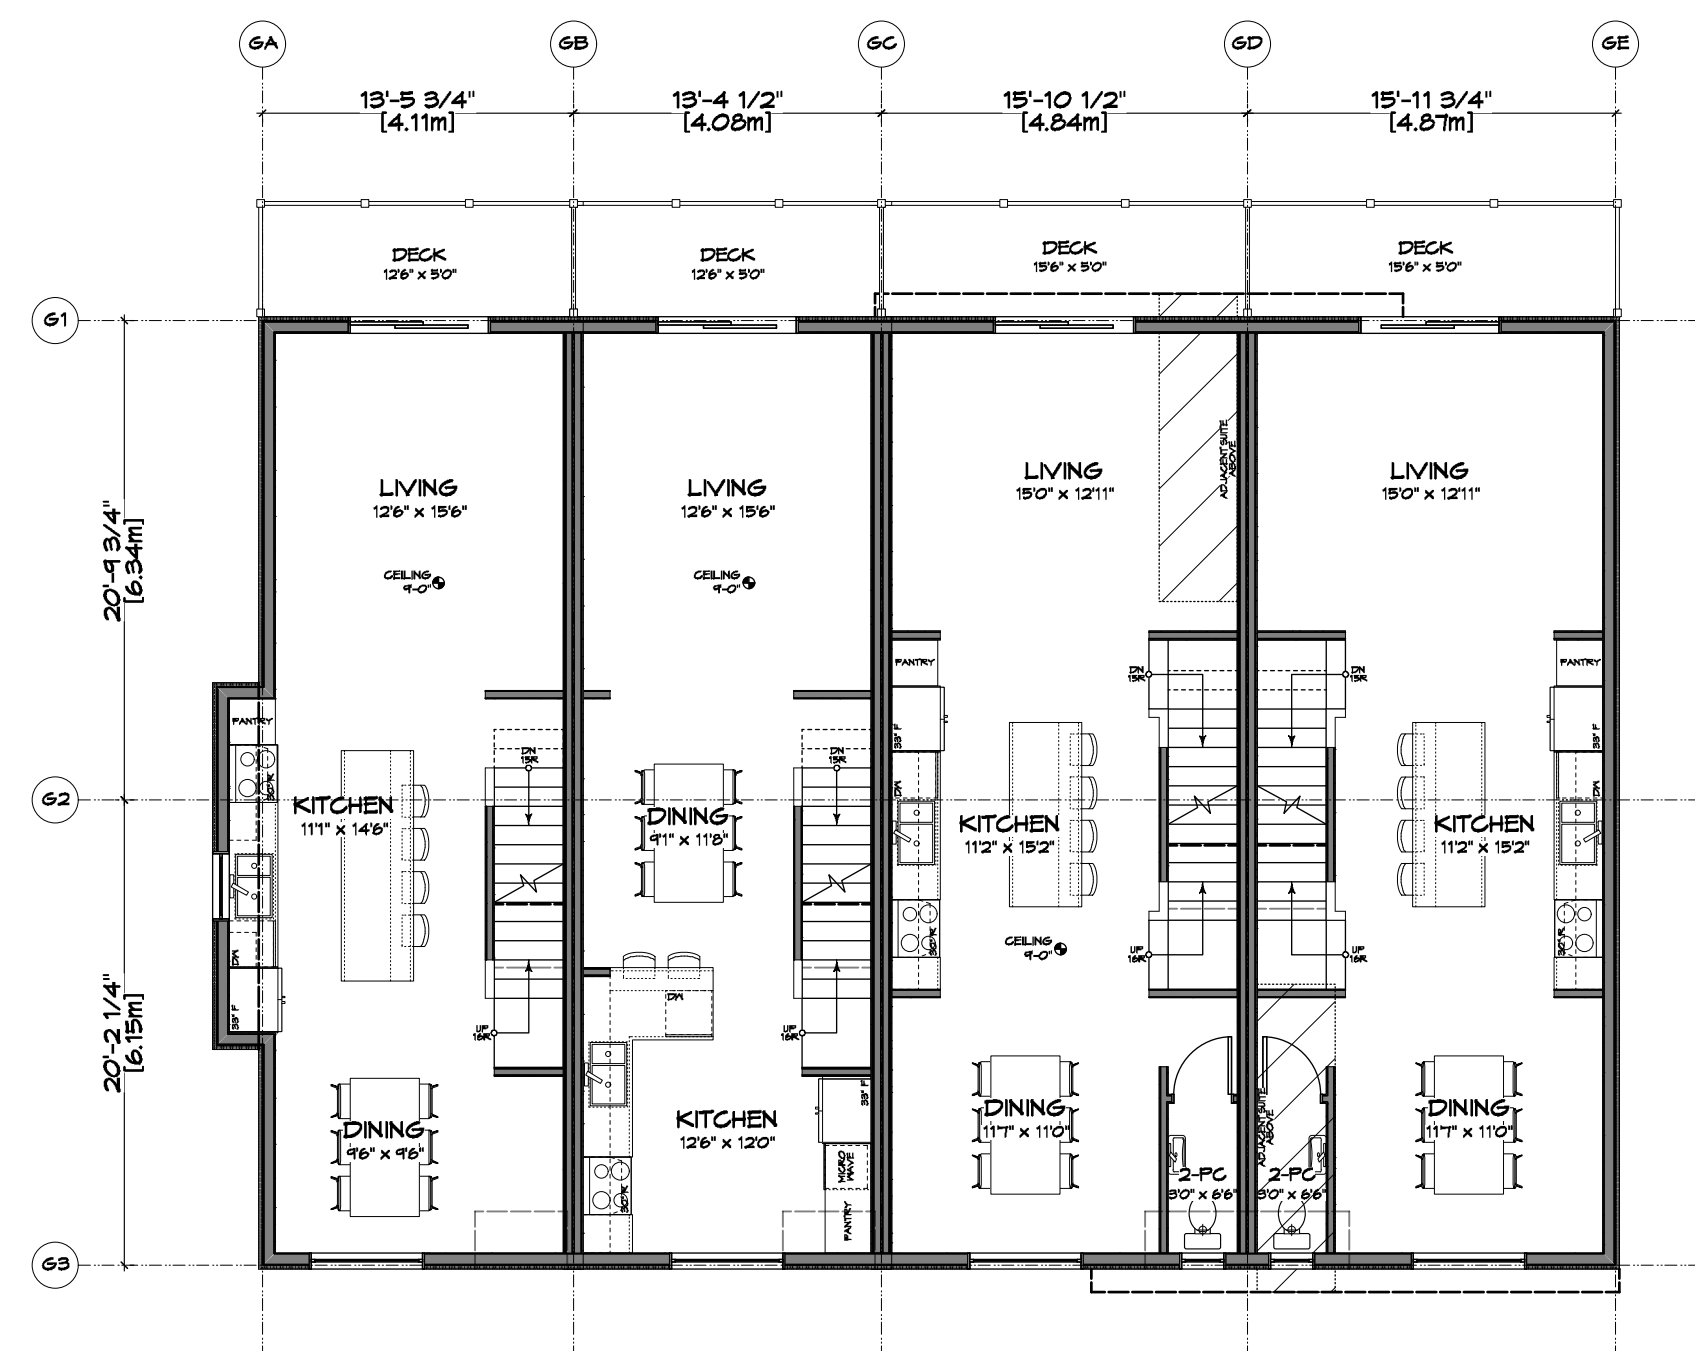 GA
GB
GC
GD
GE
13'-5 3/4"
[4.11m]
13'-4 1/2"
[4.08m]
15'-10 1/2"
[4.84m]
15'-11 3/4"
[4.87m]
DECK
12'6" x 5'0"
DECK
12'6" x 5'0"
DECK
15'6" x 5'0"
DECK
15'6" x 5'0"
G1
G2
G3
20'-9 3/4"
[6.34m]
20'-2 1/4"
[6.15m]
LIVING
12'6" x 15'6"
CEILING
9'-0"
PANTRY
30" R
KITCHEN
11'1" x 14'6"
DW
33" F
DN
15R
UP
16R
DINING
9'6" x 9'6"
LIVING
12'6" x 15'6"
CEILING
9'-0"
DINING
9'1" x 11'8"
DN
15R
UP
16R
DW
KITCHEN
12'6" x 12'0"
30" R
33" F
MICRO
WAVE
PANTRY
LIVING
15'0" x 12'11"
ADJACENT SUITE
ABOVE
PANTRY
33" F
DW
KITCHEN
11'2" x 15'2"
30" R
CEILING
9'-0"
DN
15R
UP
16R
DINING
11'7" x 11'0"
2-PC
3'0" x 6'6"
LIVING
15'0" x 12'11"
DN
15R
UP
16R
PANTRY
33" F
DW
KITCHEN
11'2" x 15'2"
30" R
ADJACENT SUITE
ABOVE
2-PC
3'0" x 6'6"
DINING
11'7" x 11'0"